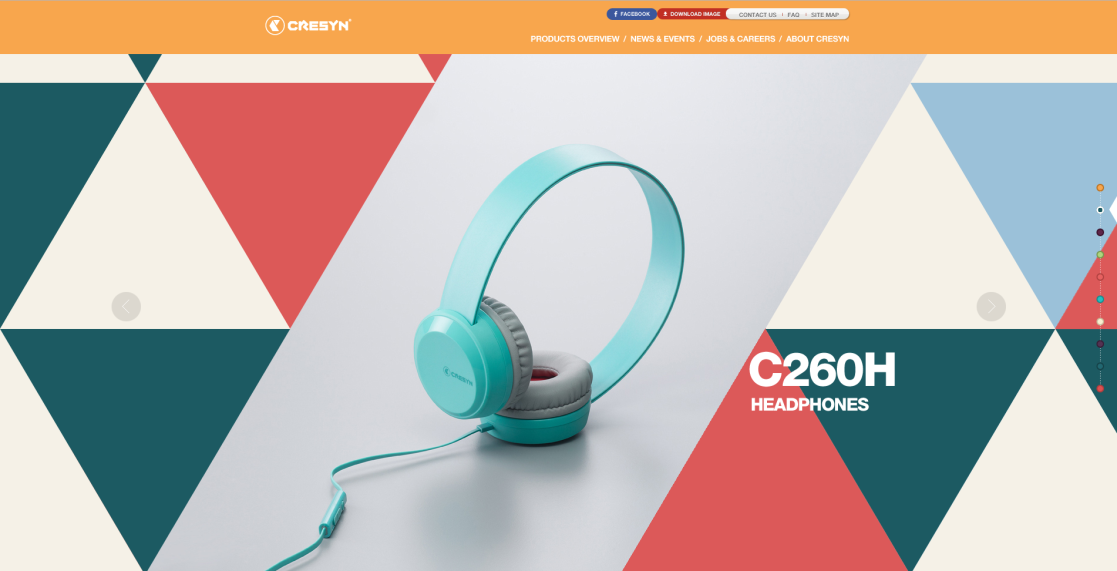 CRESYN
FACEBOOK
DOWNLOAD IMAGE
CONTACT US
FAQ
SITE MAP
PRODUCTS OVERVIEW / NEWS & EVENTS / JOBS & CAREERS / ABOUT CRESYN
CRESYN
C260H
HEADPHONES